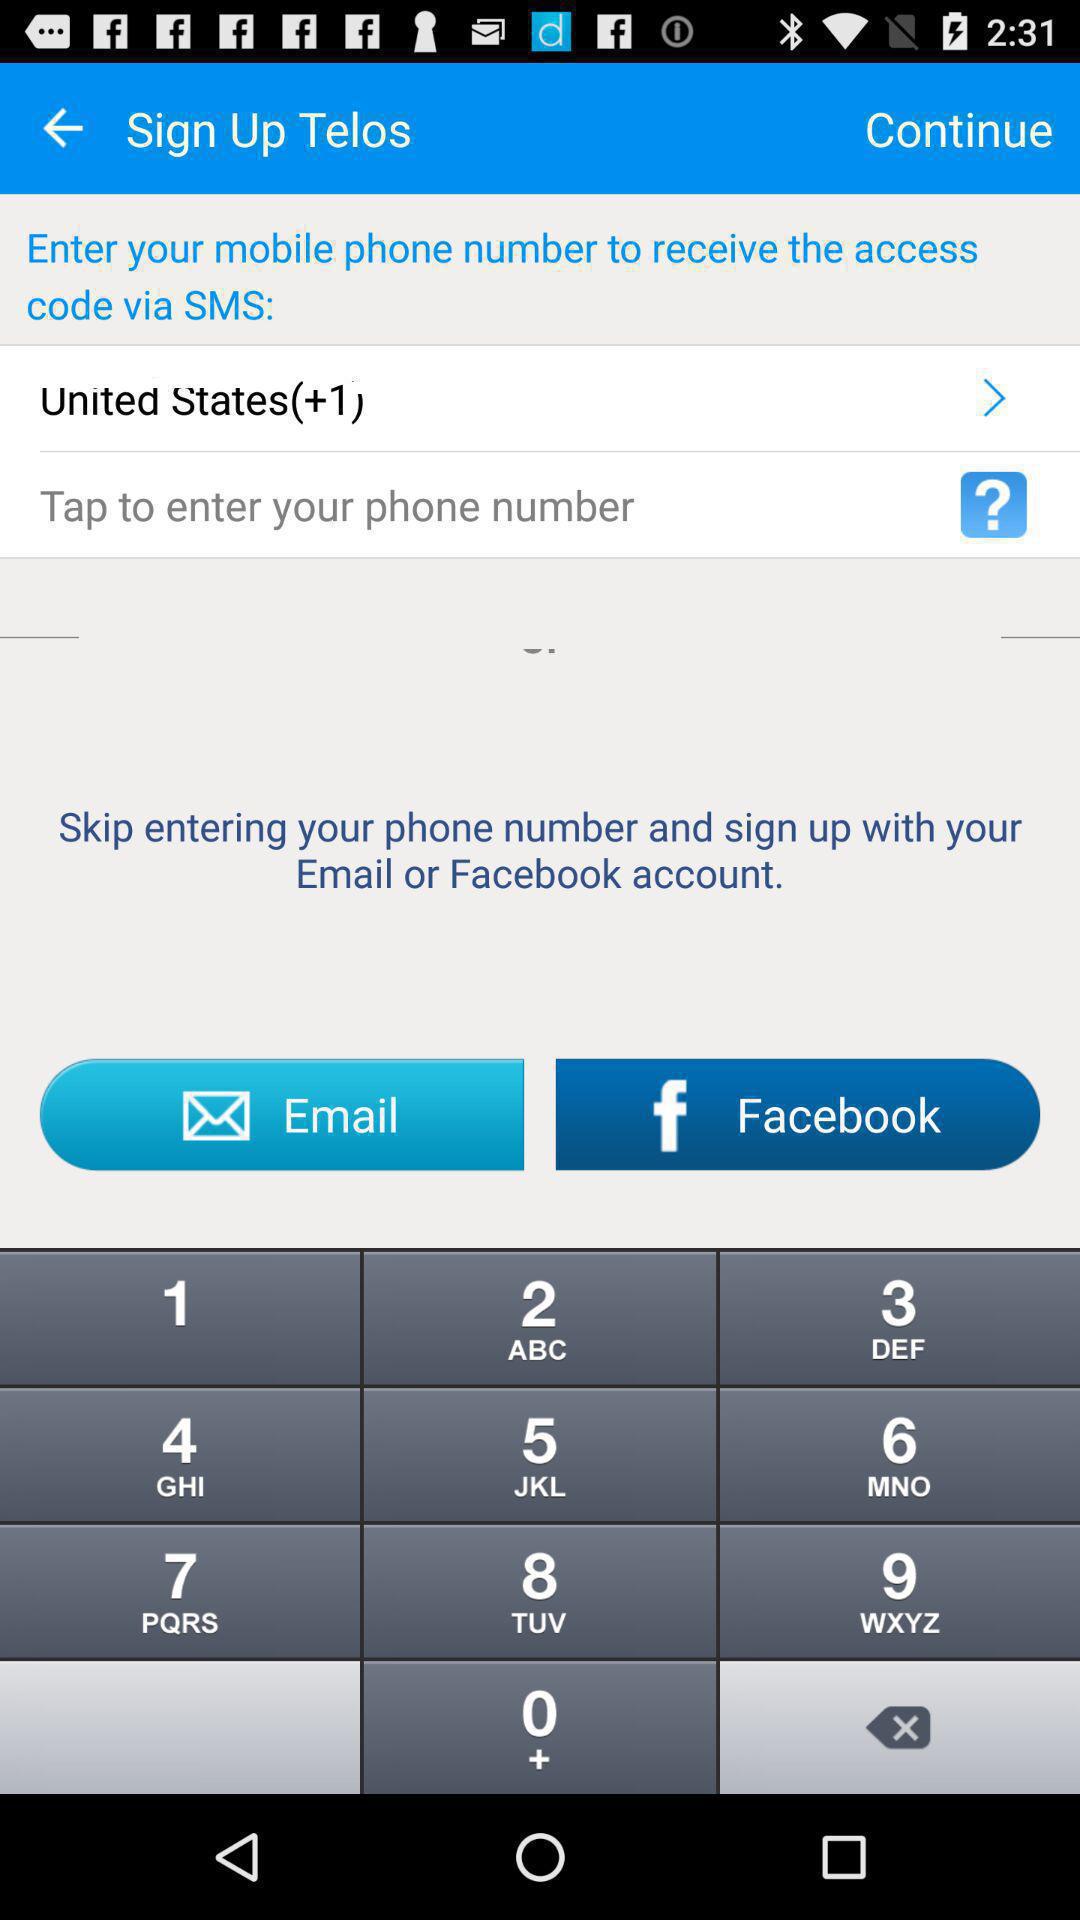 2:31
Sign Up Telos
Continue
Enter your mobile phone number to receive the access
code via SMS:
United States(+1)
Tap to enter your phone number
?
Skip entering your phone number and sign up with your
Email or Facebook account.
Email
Facebook
1
2
ABC
3
DEF
4
GHI
5
JKL
6
MNO
7
PQRS
8
TUV
9
WXYZ
0
+